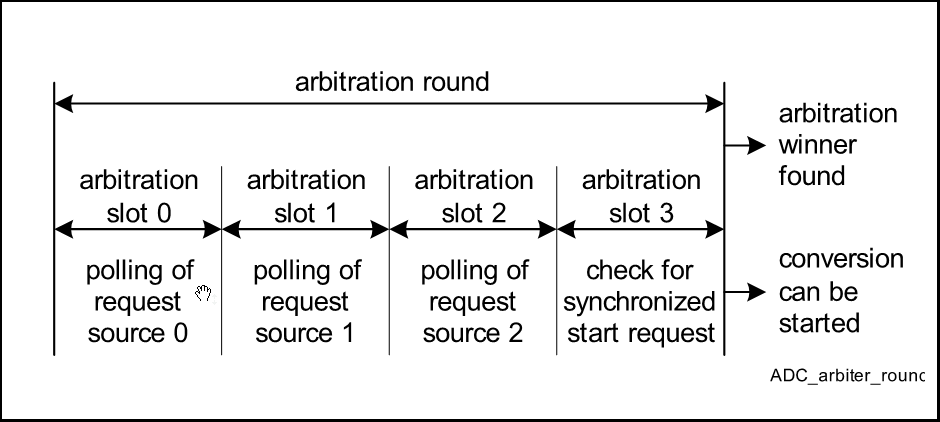 arbitration round
arbitration
winner
found
arbitration
slot 0
arbitration
slot 1
arbitration
slot 2
arbitration
slot 3
polling of
request
source 0
polling of
request
source 1
polling of
request
source 2
check for
synchronized
start request
conversion
can be
started
ADC_arbiter_round